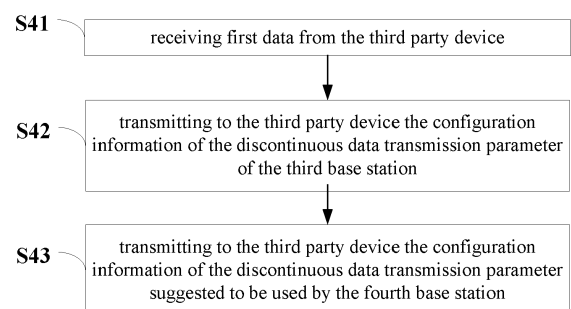 S41
receiving first data from the third party device
S42
transmitting to the third party device the configuration
information of the discontinuous data transmission parameter
of the third base station
S43
transmitting to the third party device the configuration
information of the discontinuous data transmission parameter
suggested to be used by the fourth base station